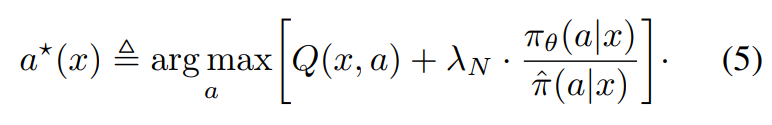 a⋆(x) ≜ arg max_a [ Q(x, a) + λ_N · π_θ(a|x) / π̂(a|x) ]. (5)